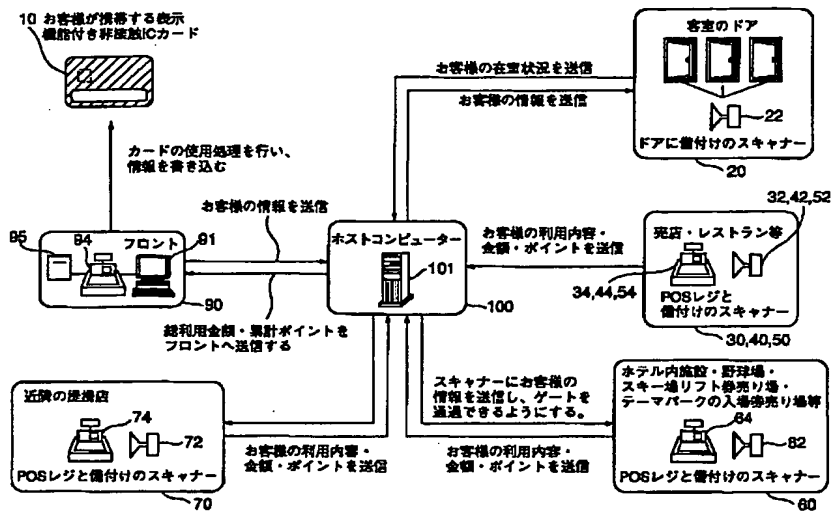 10 お客様が携帯する表示
機能付き非接触ICカード
カードの使用処理を行い、
情報を書き込む
お客様の情報を送信
95
94
フロント
91
90
総利用金額・累計ポイントを
フロントへ送信する
ホストコンピューター
101
100
お客様の在室状況を送信
お客様の情報を送信
客室のドア
22
ドアに備付けのスキャナー
20
お客様の利用内容・
金額・ポイントを送信
32,42,52
売店・レストラン等
34,44,54
POSレジと
備付けのスキャナー
30,40,50
近隣の提携店
74
72
POSレジと備付けのスキャナー
70
お客様の利用内容・
金額・ポイントを送信
スキャナーにお客様の
情報を送信し、ゲートを
通過できるようにする。
お客様の利用内容・
金額・ポイントを送信
ホテル内施設・野球場・
スキー場リフト券売り場・
テーマパークの入場券売り場等
64
62
POSレジと備付けのスキャナー
60